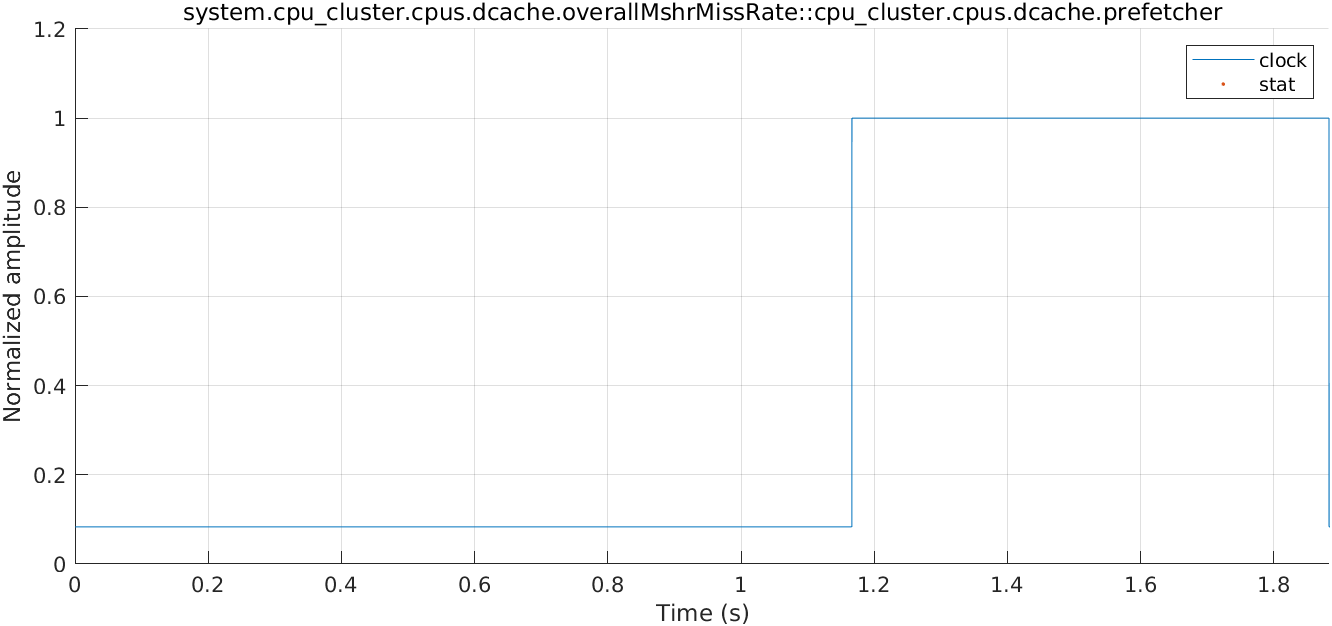 system.cpu_cluster.cpus.dcache.overallMshrMissRate::cpu_cluster.cpus.dcache.prefetcher
1.2
1
0.8
0.6
0.4
0.2
0
Normalized amplitude
clock
stat
0 0.2 0.4 0.6 0.8 1 1.2 1.4 1.6 1.8
Time (s)